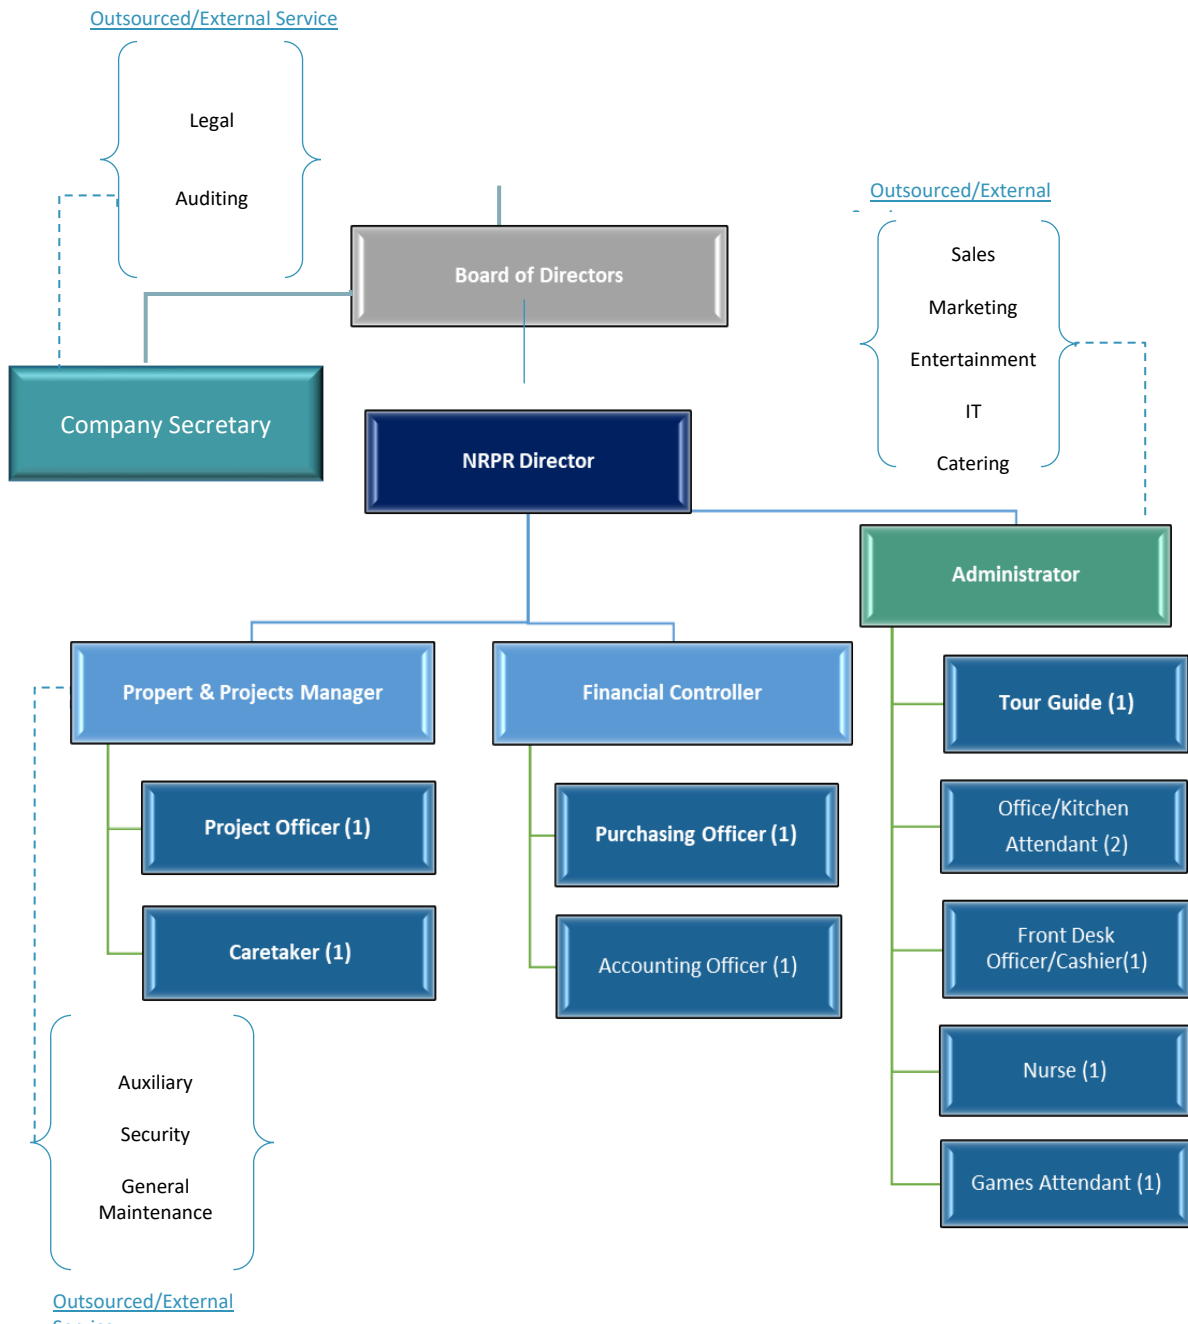 Outsourced/External Service
Legal
Auditing
Outsourced/External
Board of Directors
Sales
Marketing
Entertainment
IT
Catering
Company Secretary
NRPR Director
Administrator
Propert & Projects Manager
Financial Controller
Tour Guide (1)
Project Officer (1)
Purchasing Officer (1)
Office/Kitchen
Attendant (2)
Caretaker (1)
Accounting Officer (1)
Front Desk
Officer/Cashier(1)
Nurse (1)
Games Attendant (1)
Auxiliary
Security
General
Maintenance
Outsourced/External